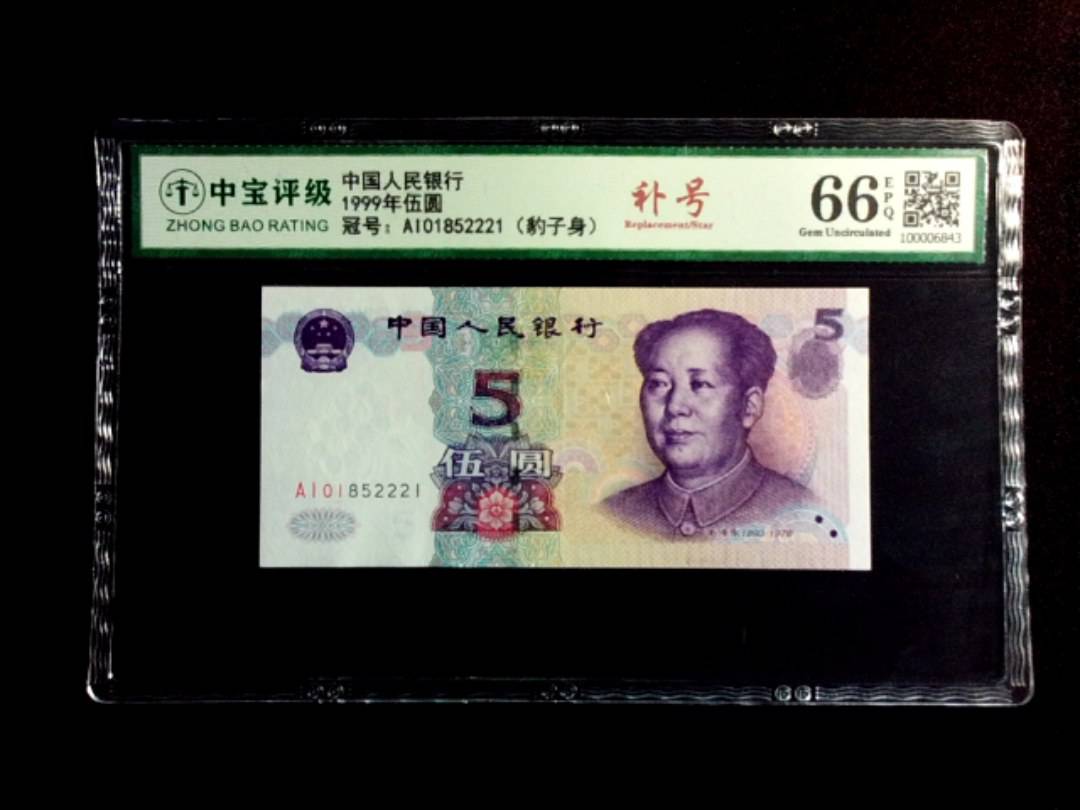 中宝评级
ZHONG BAO RATING
中国人民银行
1999年伍圆
冠号：AI01852221（豹子身）
补号
Replacement/Star
66 EPQ
Gem Uncirculated
100006843
中国人民银行
5
5
伍圆
AI01852221
1893-1976